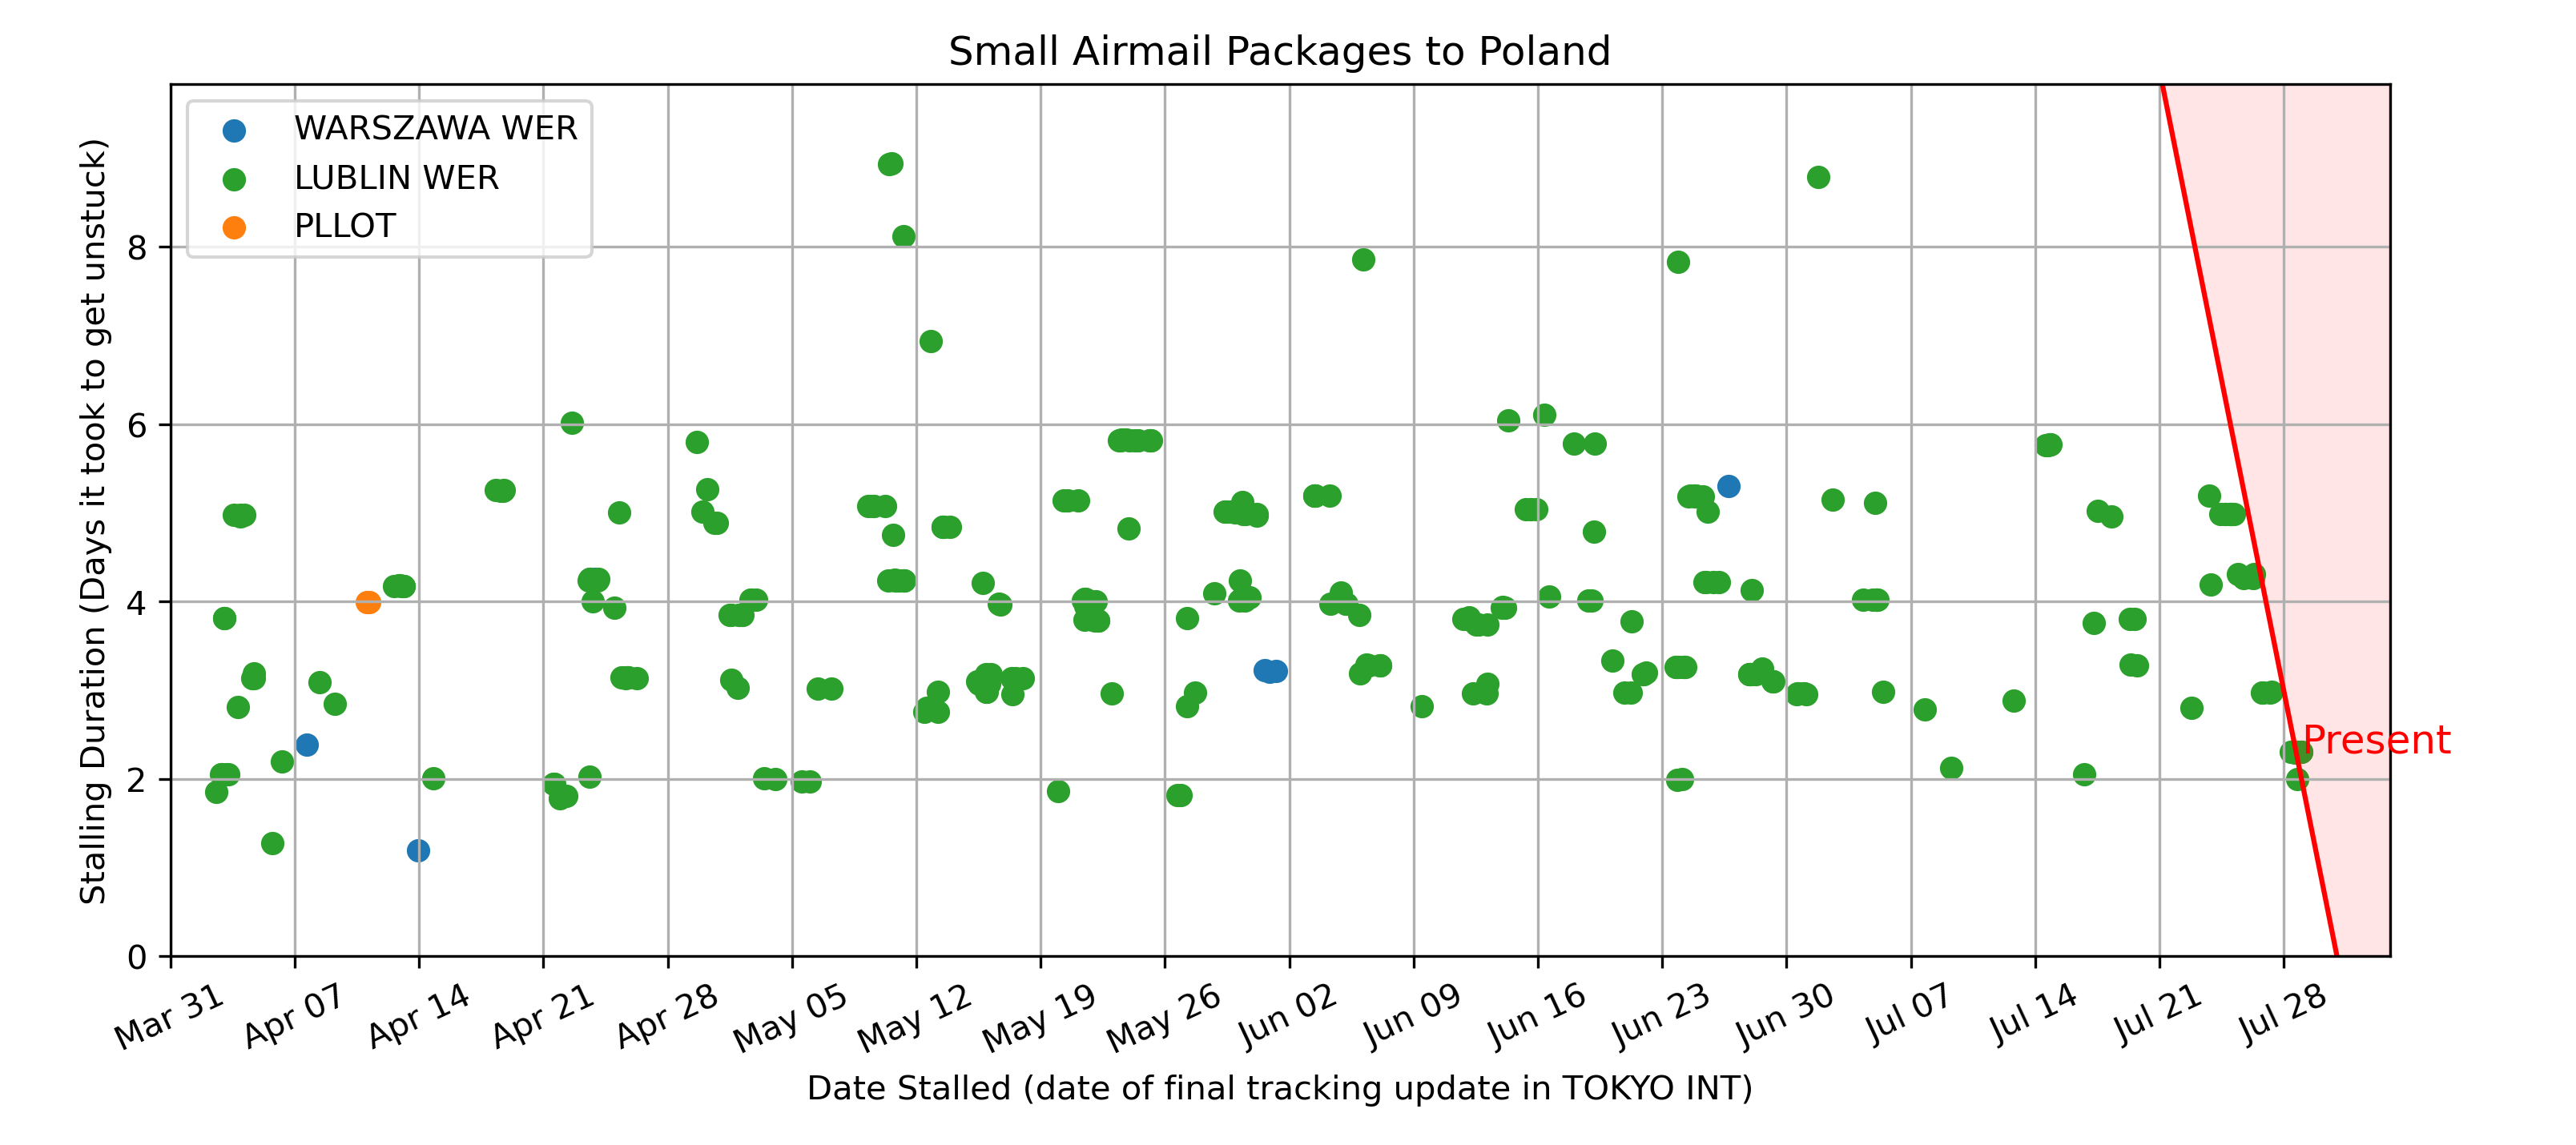 Small Airmail Packages to Poland
WARSZAWA WER
LUBLIN WER
PLLOT
Stalling Duration (Days it took to get unstuck)
8
6
4
2
0
Present
Mar 31
Apr 07
Apr 14
Apr 21
Apr 28
May 05
May 12
May 19
May 26
Jun 02
Jun 09
Jun 16
Jun 23
Jun 30
Jul 07
Jul 14
Jul 21
Jul 28
Date Stalled (date of final tracking update in TOKYO INT)